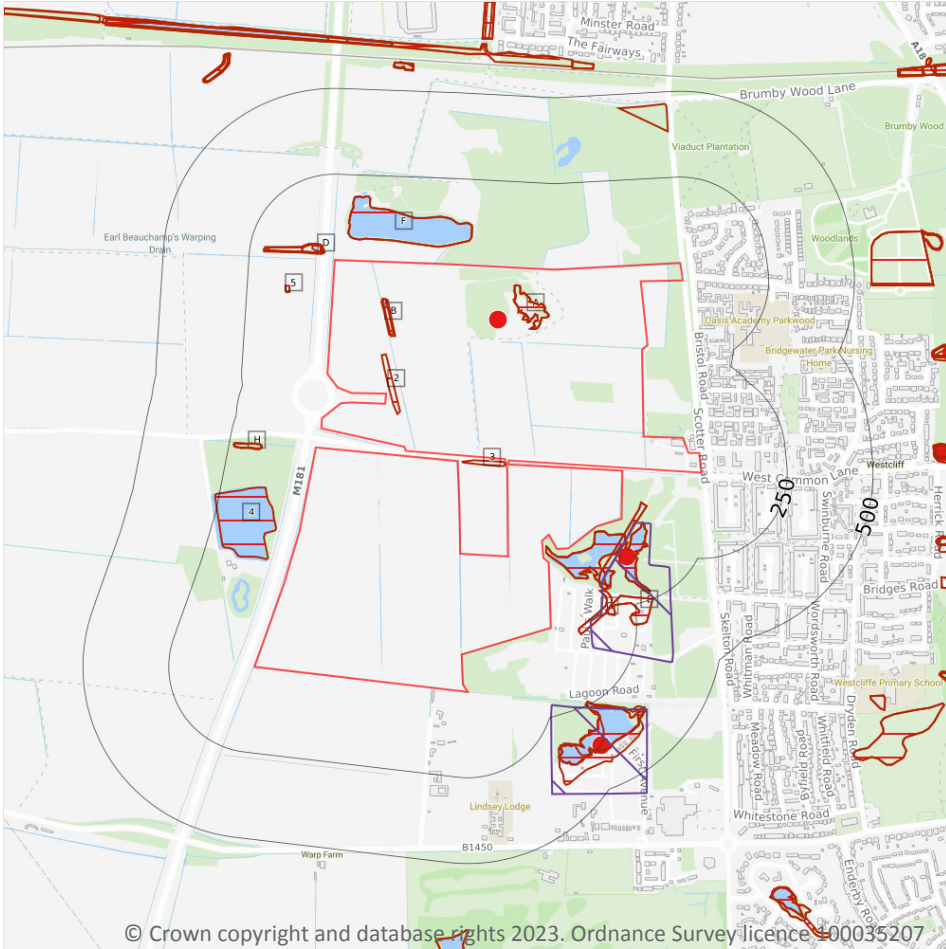 Minster Road
The Fairways
A18
Brumby Wood Lane
Brumby Wood
Viaduct Plantation
F
Earl Beauchamp's Warping
Drain
D
Woodlands
5
A
B
Oasis Academy Parkwood
Bridgewater Park Nursing
Home
Bristol Road
2
Scotter Road
H
3
West Common Lane
Westcliff
M181
250
500
4
Swinburne Road
Herrick R
Bridges Road
Skelton Road
Whitman Road
Wordsworth Road
Westcliffe Primary School
Lagoon Road
Dryden Road
Meadow Road
Byfield Road
Whitfield Road
First Avenue
Lindsey Lodge
Whitestone Road
B1450
Warp Farm
Enderby Road
© Crown copyright and database rights 2023. Ordnance Survey licence 100035207.